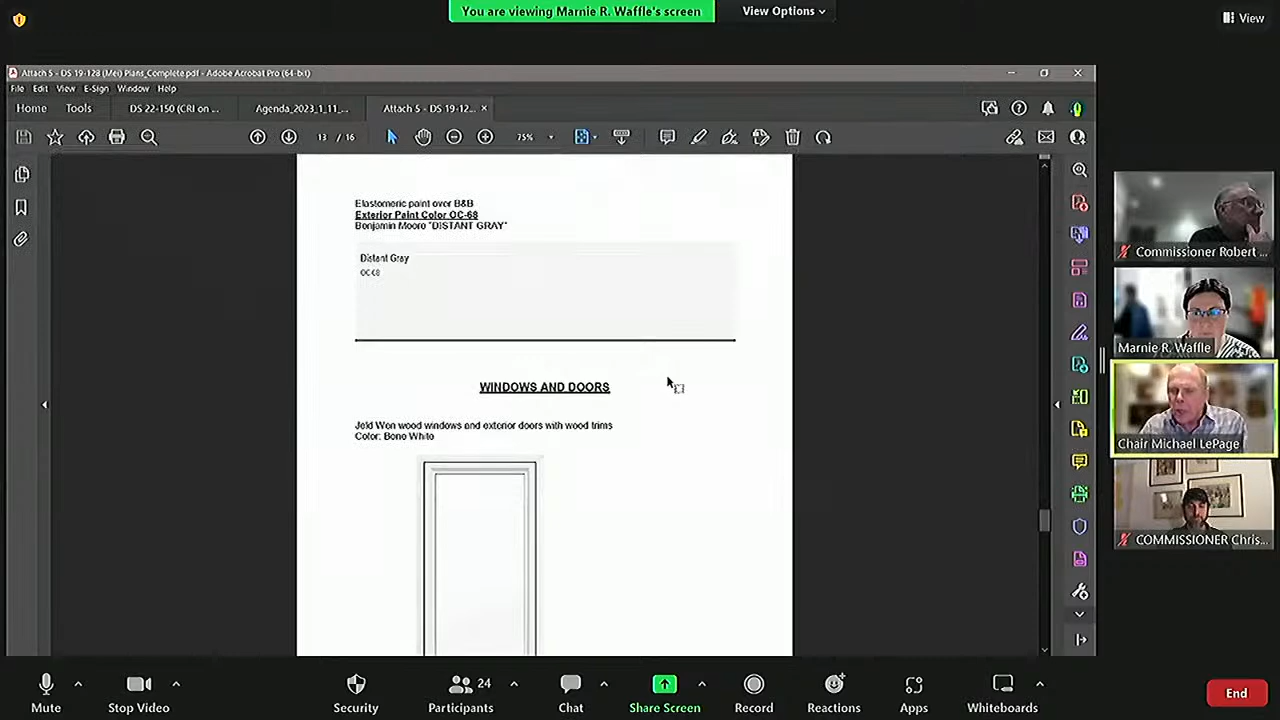 You are viewing Marnie R. Waffle's screen
View Options
View
Attach 5 - DS 19-128 (Mei) Plans_Complete.pdf - Adobe Acrobat Pro (64-bit)
File Edit View E-Sign Window Help
Home Tools DS 22-150 (CRI on ... Agenda_2023_1_11_... Attach 5 - DS 19-12... ×
13 / 16 75%
Elastomeric paint over B&B
Exterior Paint Color OC-68
Benjamin Moore "DISTANT GRAY"
Distant Gray
OC-68
WINDOWS AND DOORS
Jeld Wen wood windows and exterior doors with wood trims
Color: Bone White
Commissioner Robert ...
Marnie R. Waffle
Chair Michael LePage
COMMISSIONER Chris...
Mute
Stop Video
Security
Participants 24
Chat
Share Screen
Record
Reactions
Apps
Whiteboards
End